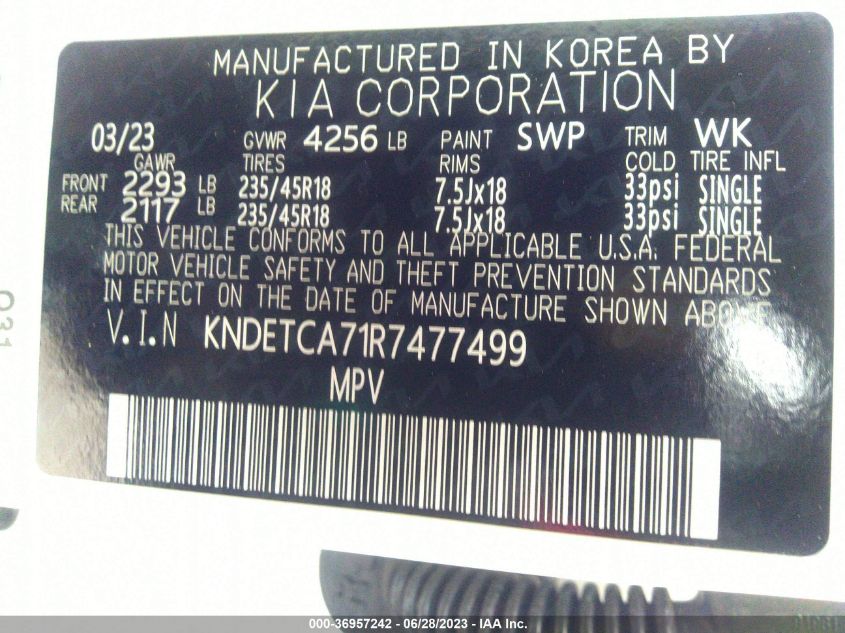 MANUFACTURED IN KOREA BY
KIA CORPORATION
03/23 GVWR 4256 LB PAINT SWP TRIM WK
GAWR TIRES RIMS COLD TIRE INFL
FRONT 2293 LB 235/45R18 7.5Jx18 33psi SINGLE
REAR 2117 LB 235/45R18 7.5Jx18 33psi SINGLE
THIS VEHICLE CONFORMS TO ALL APPLICABLE U.S.A. FEDERAL
MOTOR VEHICLE SAFETY AND THEFT PREVENTION STANDARDS
IN EFFECT ON THE DATE OF MANUFACTURE SHOWN ABOVE.
V.I.N KNDETCA71R7477499
MPV
000-36957242 - 06/28/2023 - IAA Inc.